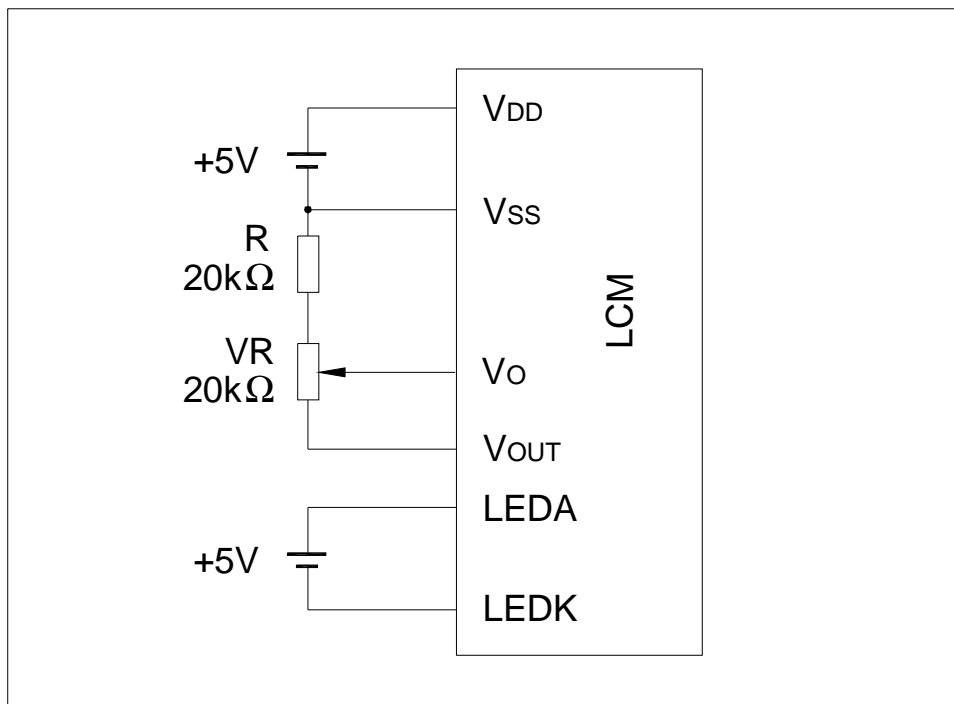 VDD
+5V
VSS
R
20kΩ
LCM
VR
20kΩ
VO
VOUT
LEDA
+5V
LEDK